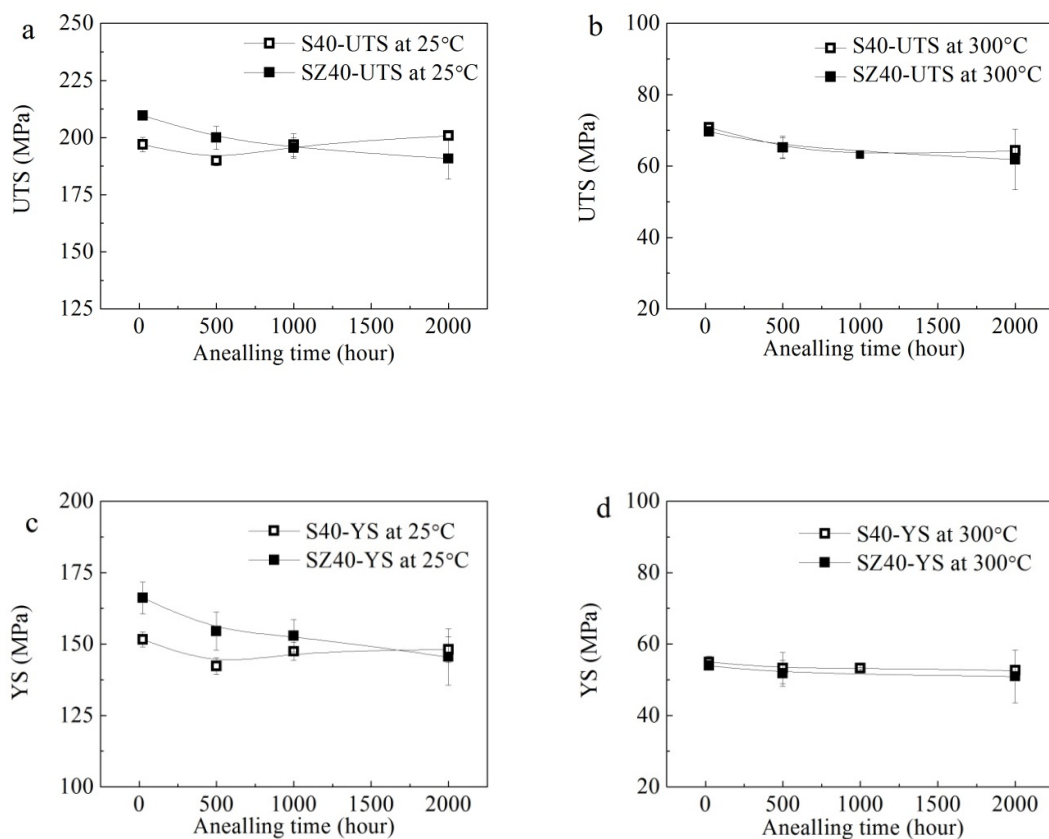 a
250
225
200
175
150
125
UTS (MPa)
S40-UTS at 25°C
SZ40-UTS at 25°C
0 500 1000 1500 2000
Anealling time (hour)
b
100
80
60
40
20
UTS (MPa)
S40-UTS at 300°C
SZ40-UTS at 300°C
0 500 1000 1500 2000
Anealling time (hour)
c
200
175
150
125
100
YS (MPa)
S40-YS at 25°C
SZ40-YS at 25°C
0 500 1000 1500 2000
Anealling time (hour)
d
100
80
60
40
20
YS (MPa)
S40-YS at 300°C
SZ40-YS at 300°C
0 500 1000 1500 2000
Anealling time (hour)